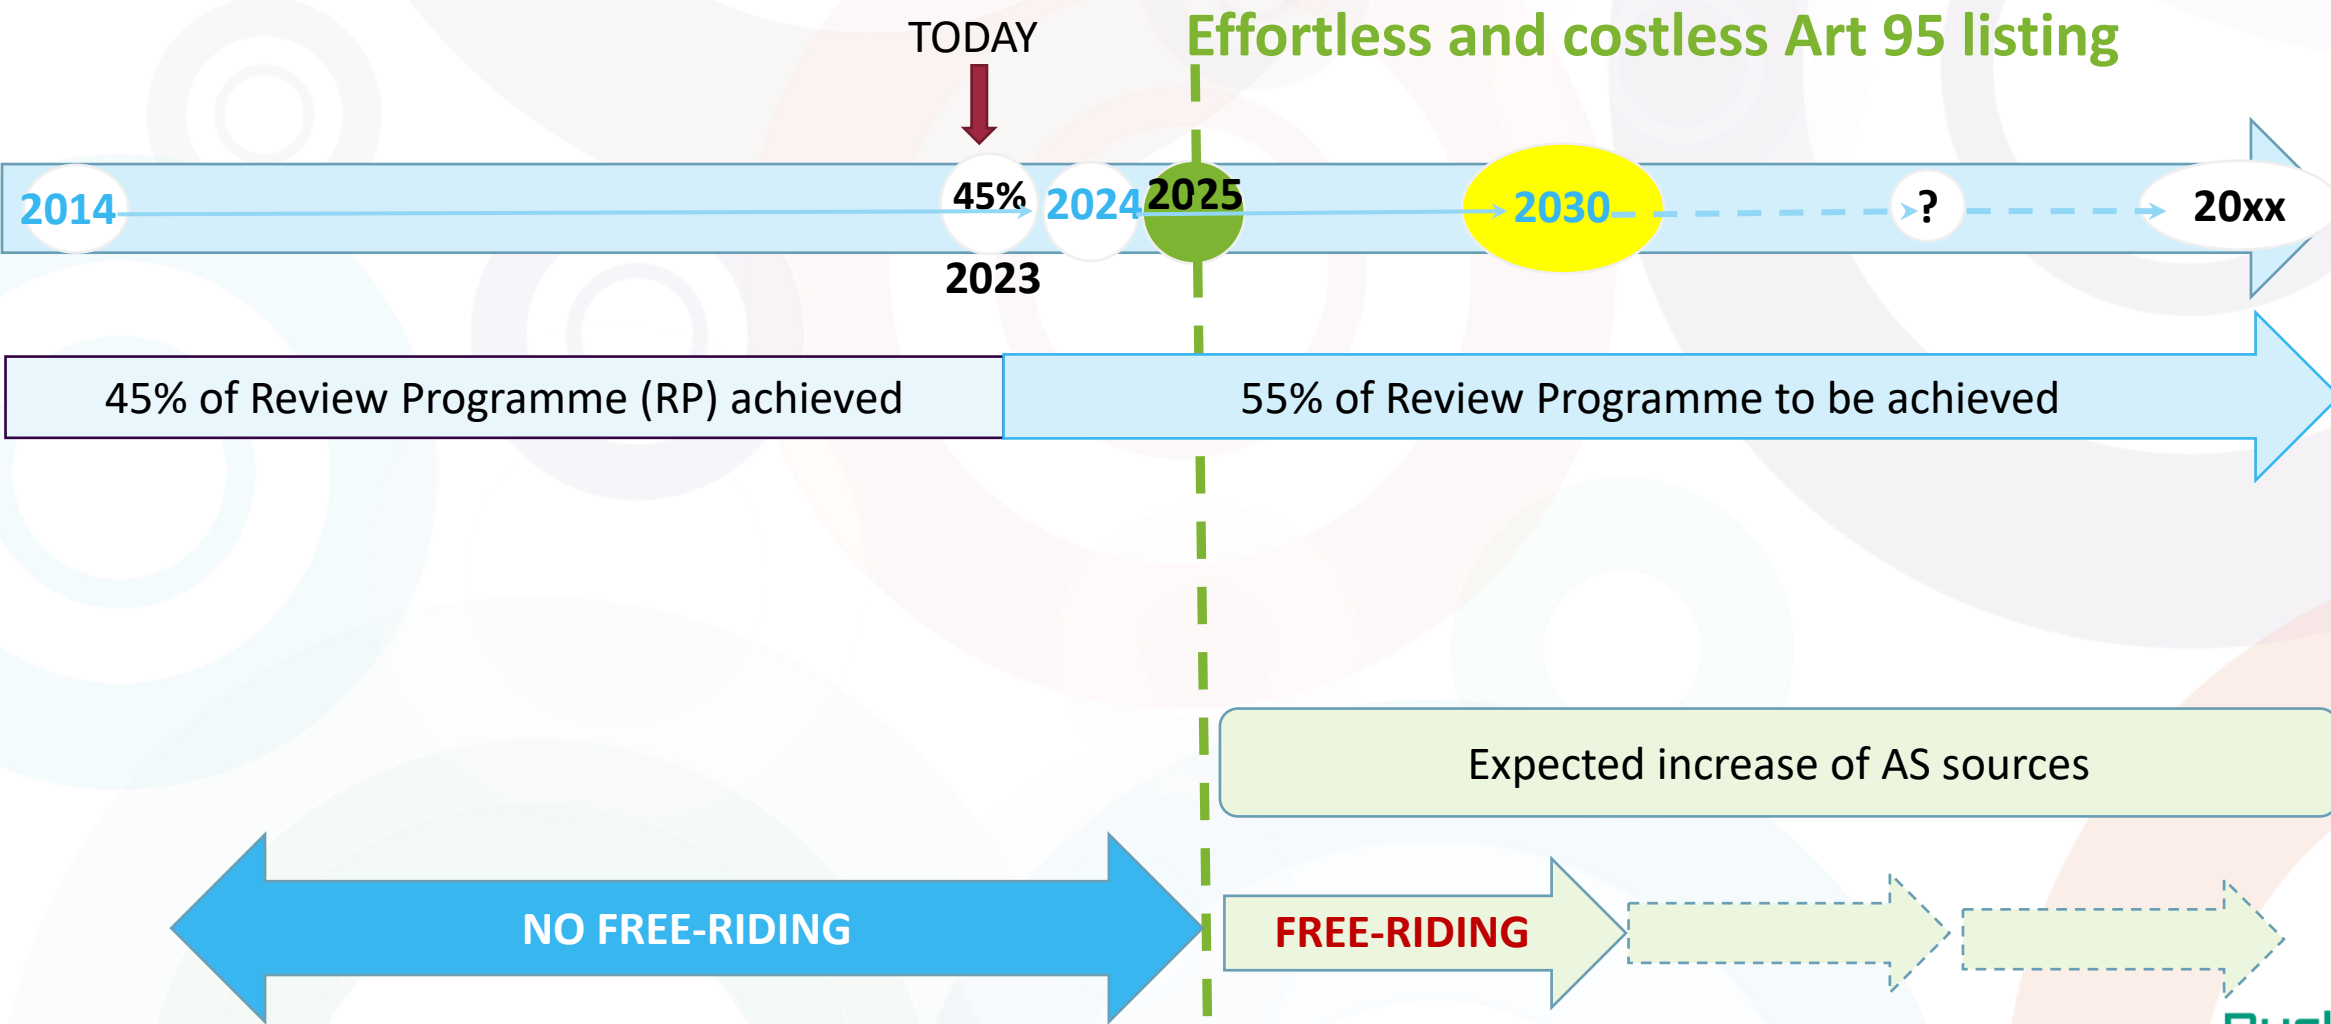 TODAY
Effortless and costless Art 95 listing
2014
45%
2024
2025
2030
?
20xx
2023
45% of Review Programme (RP) achieved
55% of Review Programme to be achieved
Expected increase of AS sources
NO FREE-RIDING
FREE-RIDING